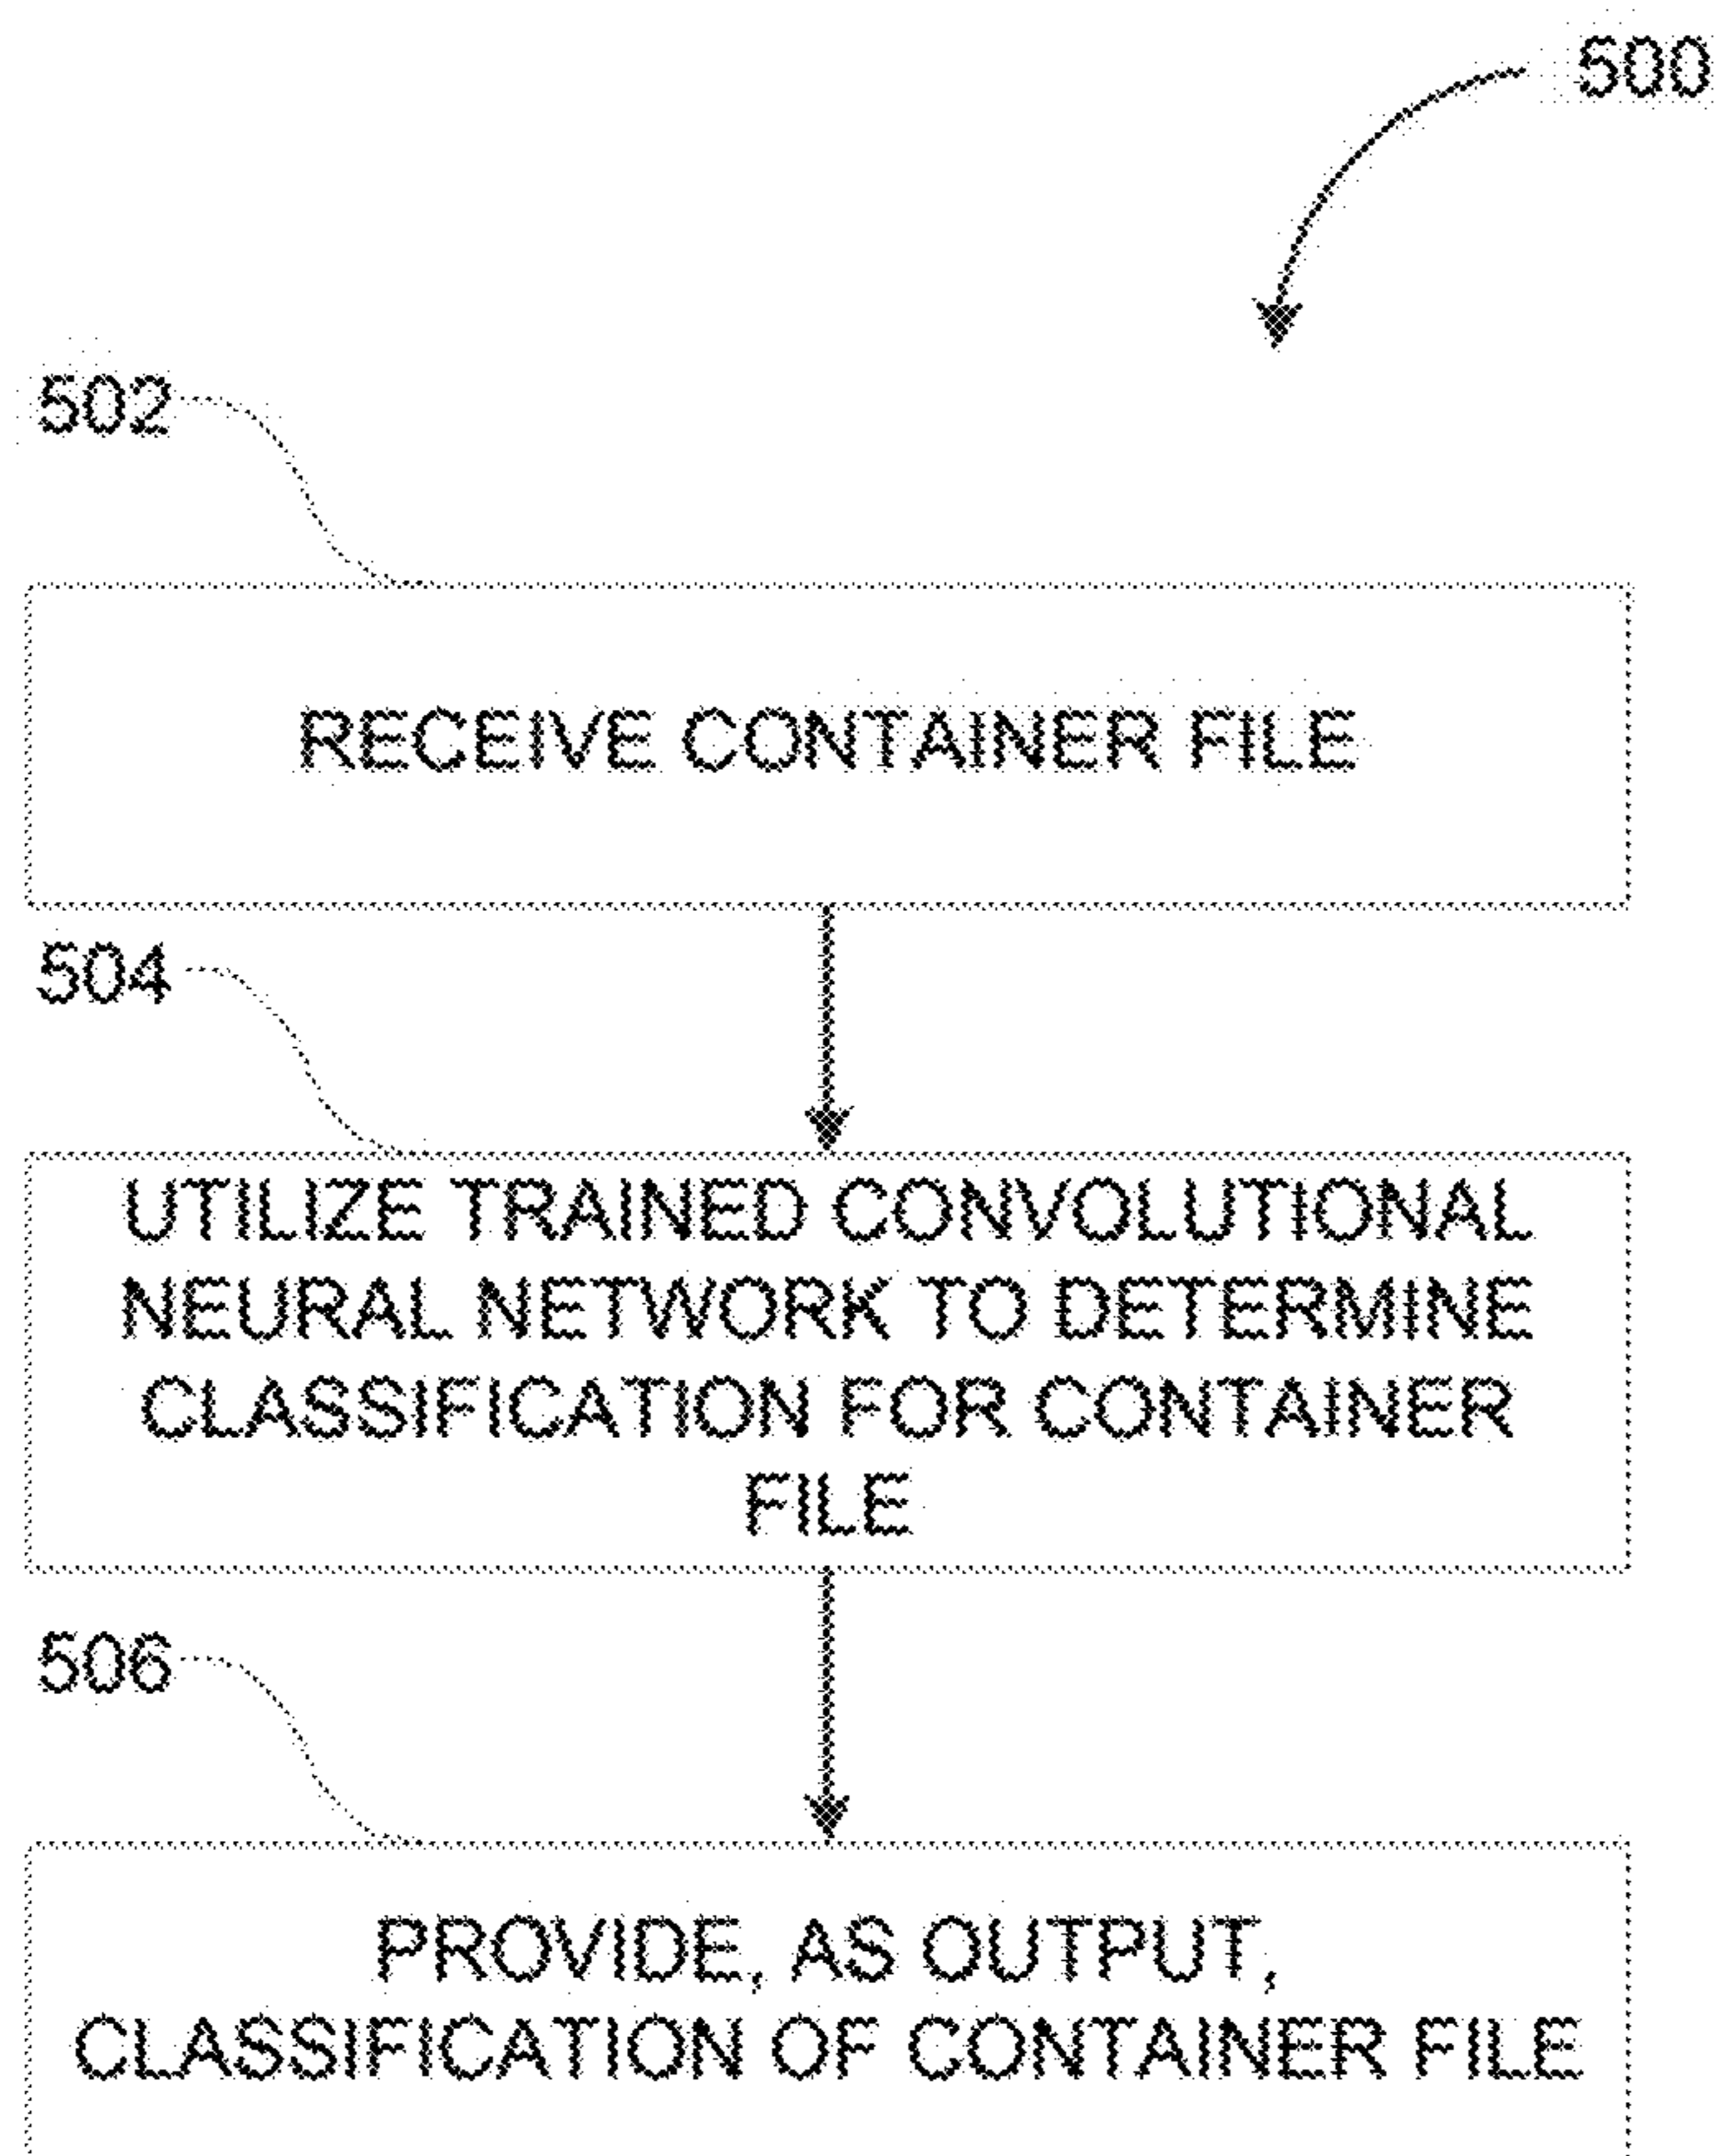 500
502
RECEIVE CONTAINER FILE
504
UTILIZE TRAINED CONVOLUTIONAL
NEURAL NETWORK TO DETERMINE
CLASSIFICATION FOR CONTAINER
FILE
506
PROVIDE, AS OUTPUT,
CLASSIFICATION OF CONTAINER FILE